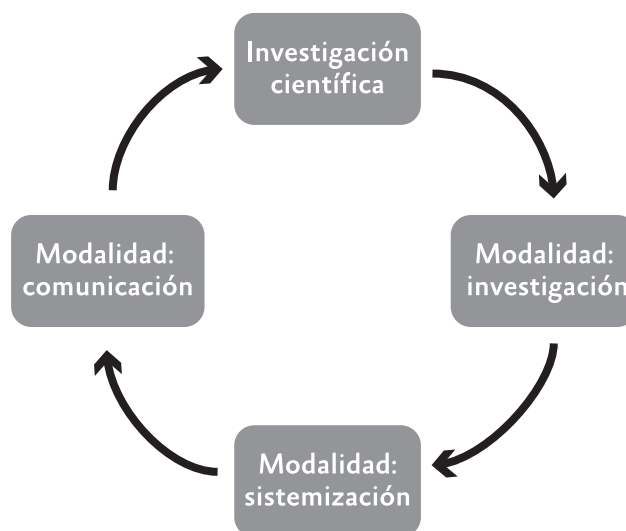 Investigación
científica
Modalidad:
investigación
Modalidad:
sistemización
Modalidad:
comunicación